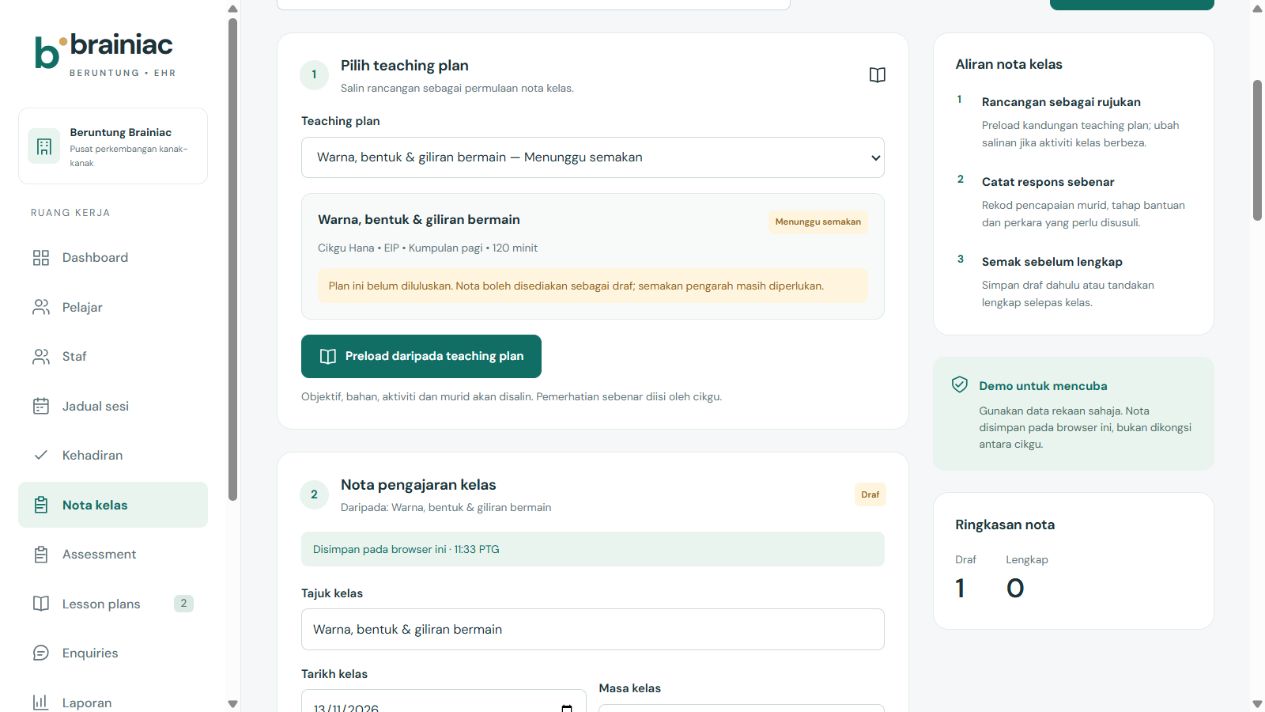 brainiac
BERUNTUNG • EHR
Beruntung Brainiac
Pusat perkembangan kanak-
kanak
RUANG KERJA
Dashboard
Pelajar
Staf
Jadual sesi
Kehadiran
Nota kelas
Assessment
Lesson plans 2
Enquiries
Laporan
1
Pilih teaching plan
Salin rancangan sebagai permulaan nota kelas.
Teaching plan
Warna, bentuk & giliran bermain — Menunggu semakan
Warna, bentuk & giliran bermain
Menunggu semakan
Cikgu Hana • EIP • Kumpulan pagi • 120 minit
Plan ini belum diluluskan. Nota boleh disediakan sebagai draf; semakan pengarah masih diperlukan.
Preload daripada teaching plan
Objektif, bahan, aktiviti dan murid akan disalin. Pemerhatian sebenar diisi oleh cikgu.
2
Nota pengajaran kelas
Daripada: Warna, bentuk & giliran bermain
Draf
Disimpan pada browser ini · 11:33 PTG
Tajuk kelas
Warna, bentuk & giliran bermain
Tarikh kelas
13/11/2026
Masa kelas
Aliran nota kelas
1
Rancangan sebagai rujukan
Preload kandungan teaching plan; ubah
salinan jika aktiviti kelas berbeza.
2
Catat respons sebenar
Rekod pencapaian murid, tahap bantuan
dan perkara yang perlu disusuli.
3
Semak sebelum lengkap
Simpan draf dahulu atau tandakan
lengkap selepas kelas.
Demo untuk mencuba
Gunakan data rekaan sahaja. Nota
disimpan pada browser ini, bukan dikongsi
antara cikgu.
Ringkasan nota
Draf Lengkap
1 0